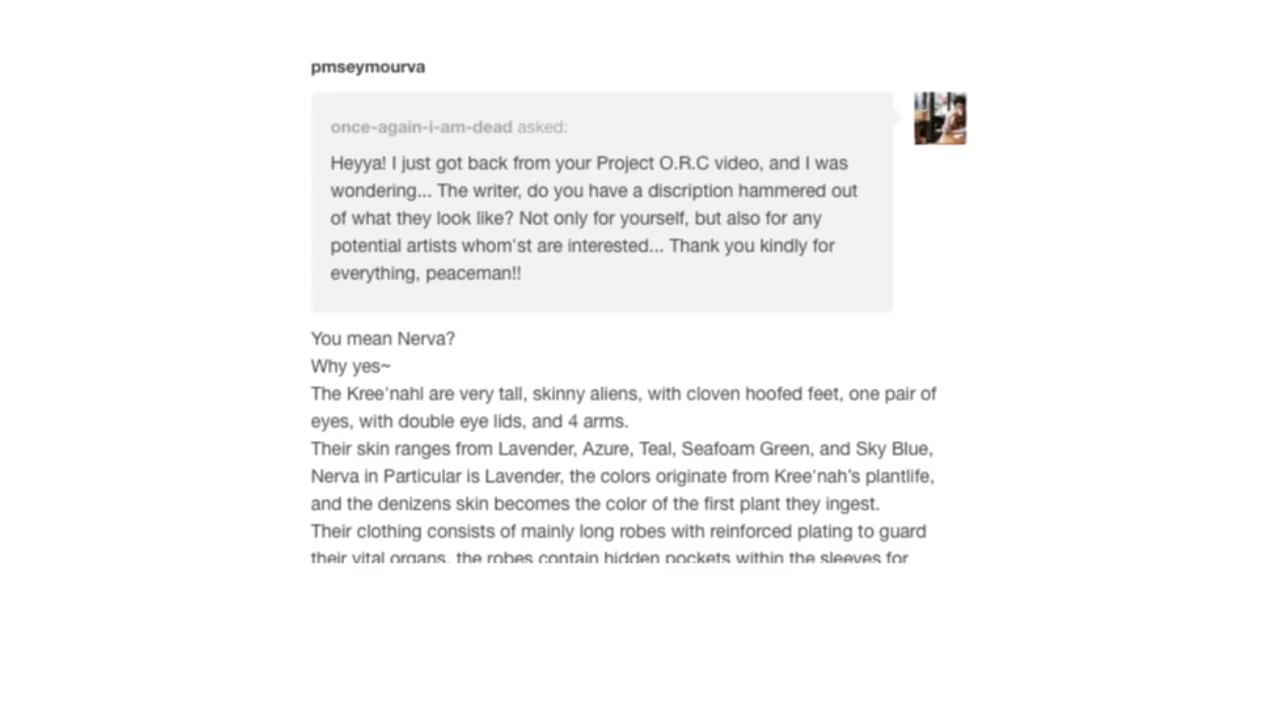 pmseymourva
once-again-i-am-dead asked:
Heyya! I just got back from your Project O.R.C video, and I was
wondering... The writer, do you have a discription hammered out
of what they look like? Not only for yourself, but also for any
potential artists whom'st are interested... Thank you kindly for
everything, peaceman!!
You mean Nerva?
Why yes~
The Kree'nahl are very tall, skinny aliens, with cloven hoofed feet, one pair of
eyes, with double eye lids, and 4 arms.
Their skin ranges from Lavender, Azure, Teal, Seafoam Green, and Sky Blue,
Nerva in Particular is Lavender, the colors originate from Kree'nah's plantlife,
and the denizens skin becomes the color of the first plant they ingest.
Their clothing consists of mainly long robes with reinforced plating to guard
their vital organs, the robes contain hidden pockets within the sleeves for